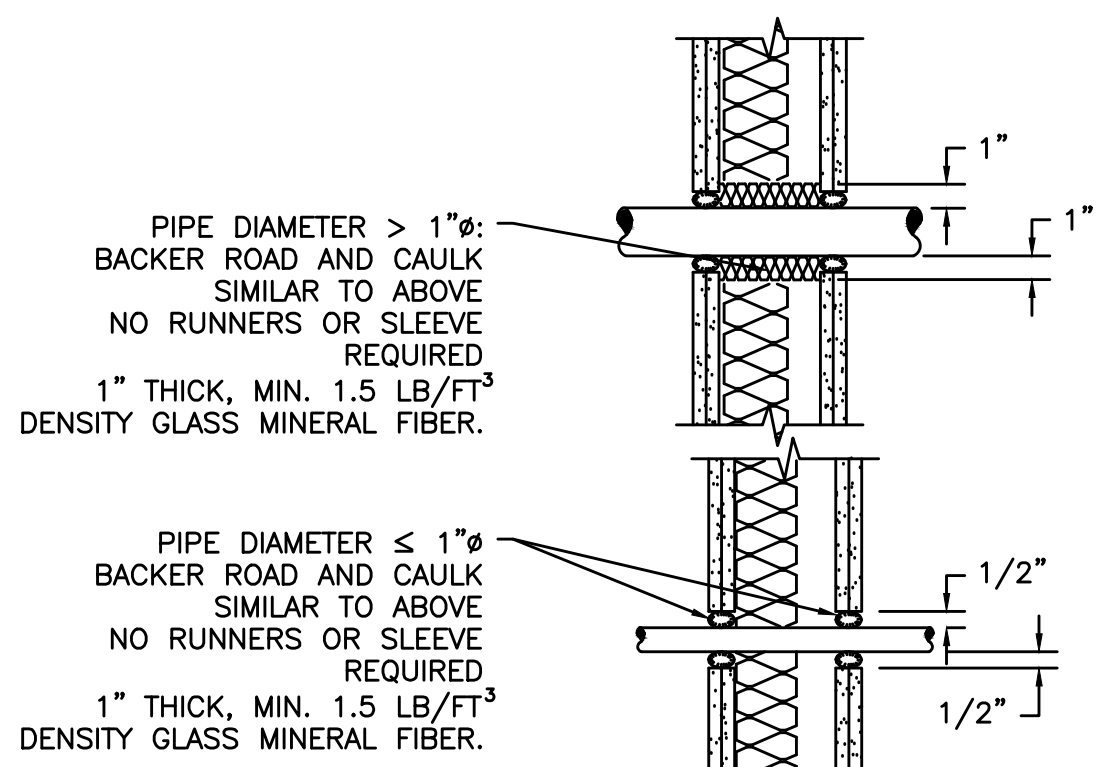 PIPE DIAMETER > 1"ø:
BACKER ROAD AND CAULK
SIMILAR TO ABOVE
NO RUNNERS OR SLEEVE
REQUIRED
1" THICK, MIN. 1.5 LB/FT³
DENSITY GLASS MINERAL FIBER.
1"
1"
PIPE DIAMETER ≤ 1"ø
BACKER ROAD AND CAULK
SIMILAR TO ABOVE
NO RUNNERS OR SLEEVE
REQUIRED
1" THICK, MIN. 1.5 LB/FT³
DENSITY GLASS MINERAL FIBER.
1/2"
1/2"